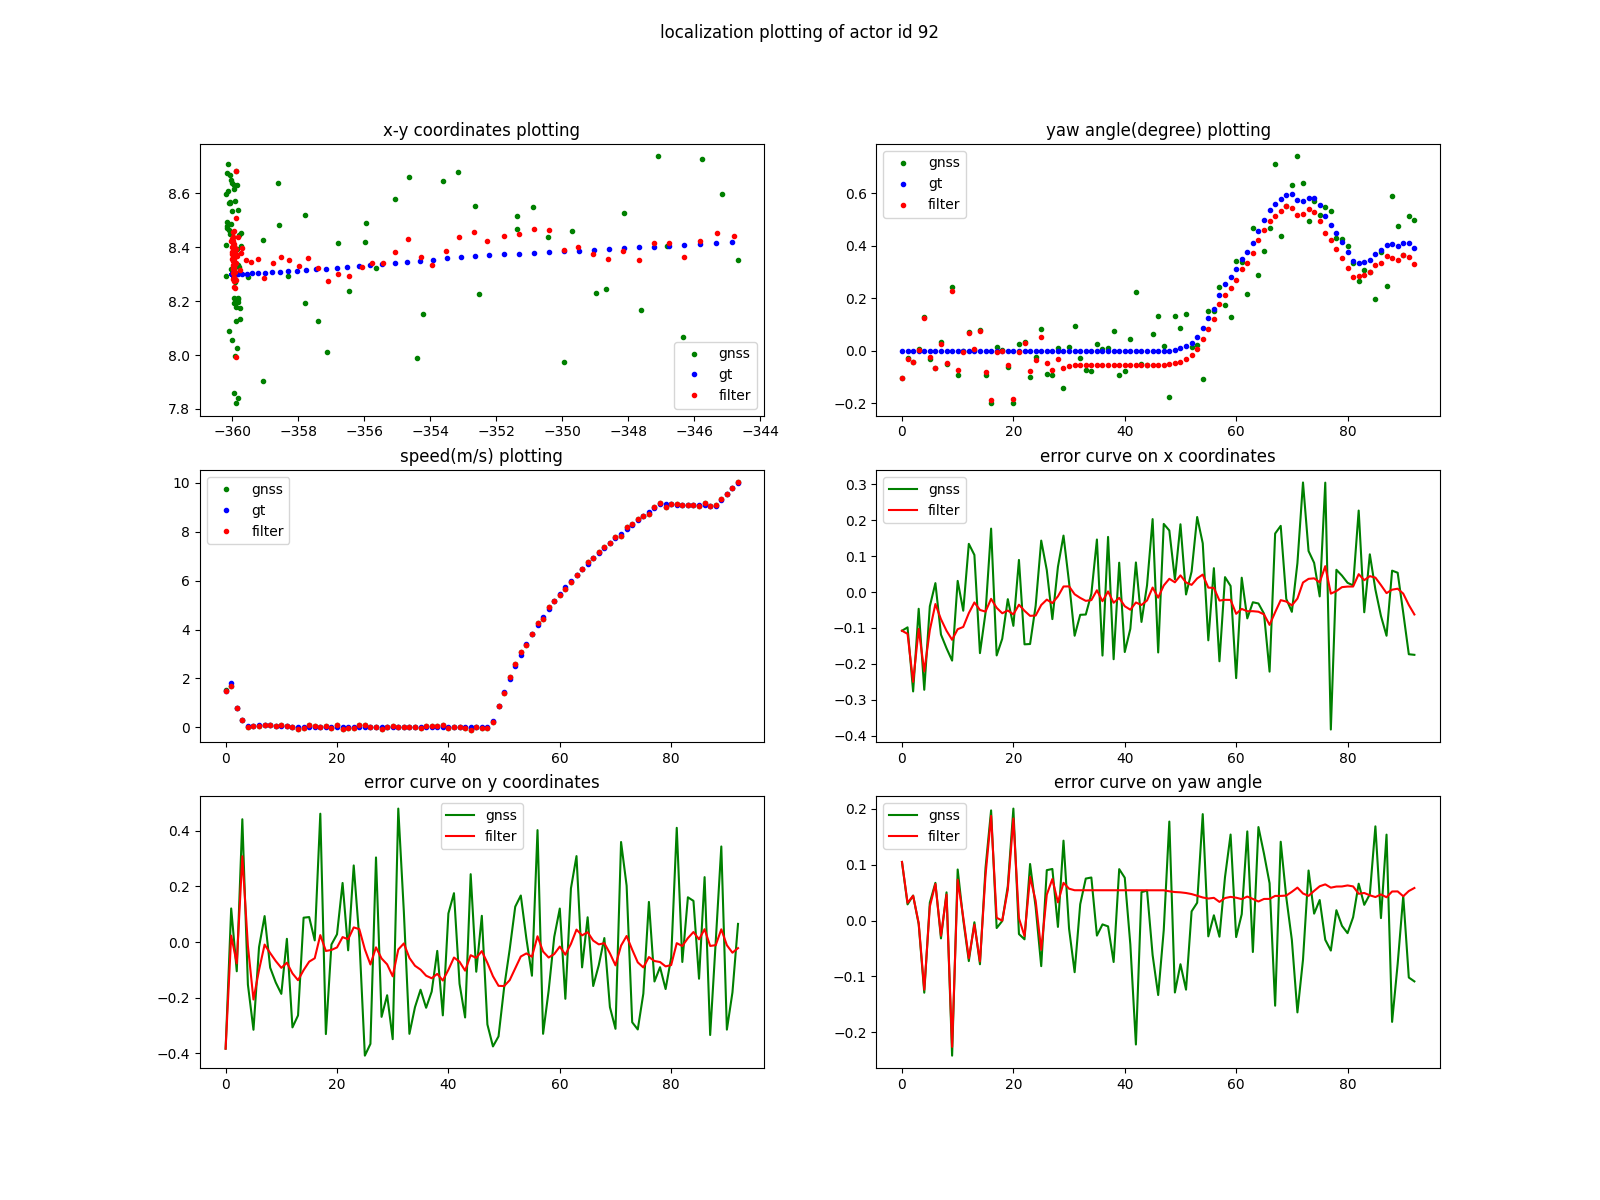 localization plotting of actor id 92
x-y coordinates plotting
8.6
8.4
8.2
8.0
7.8
gnss
gt
filter
−360 −358 −356 −354 −352 −350 −348 −346 −344
yaw angle(degree) plotting
gnss
gt
filter
0.6
0.4
0.2
0.0
−0.2
0 20 40 60 80
speed(m/s) plotting
gnss
gt
filter
10
8
6
4
2
0
0 20 40 60 80
error curve on x coordinates
gnss
filter
0.3
0.2
0.1
0.0
−0.1
−0.2
−0.3
−0.4
0 20 40 60 80
error curve on y coordinates
gnss
filter
0.4
0.2
0.0
−0.2
−0.4
0 20 40 60 80
error curve on yaw angle
gnss
filter
0.2
0.1
0.0
−0.1
−0.2
0 20 40 60 80